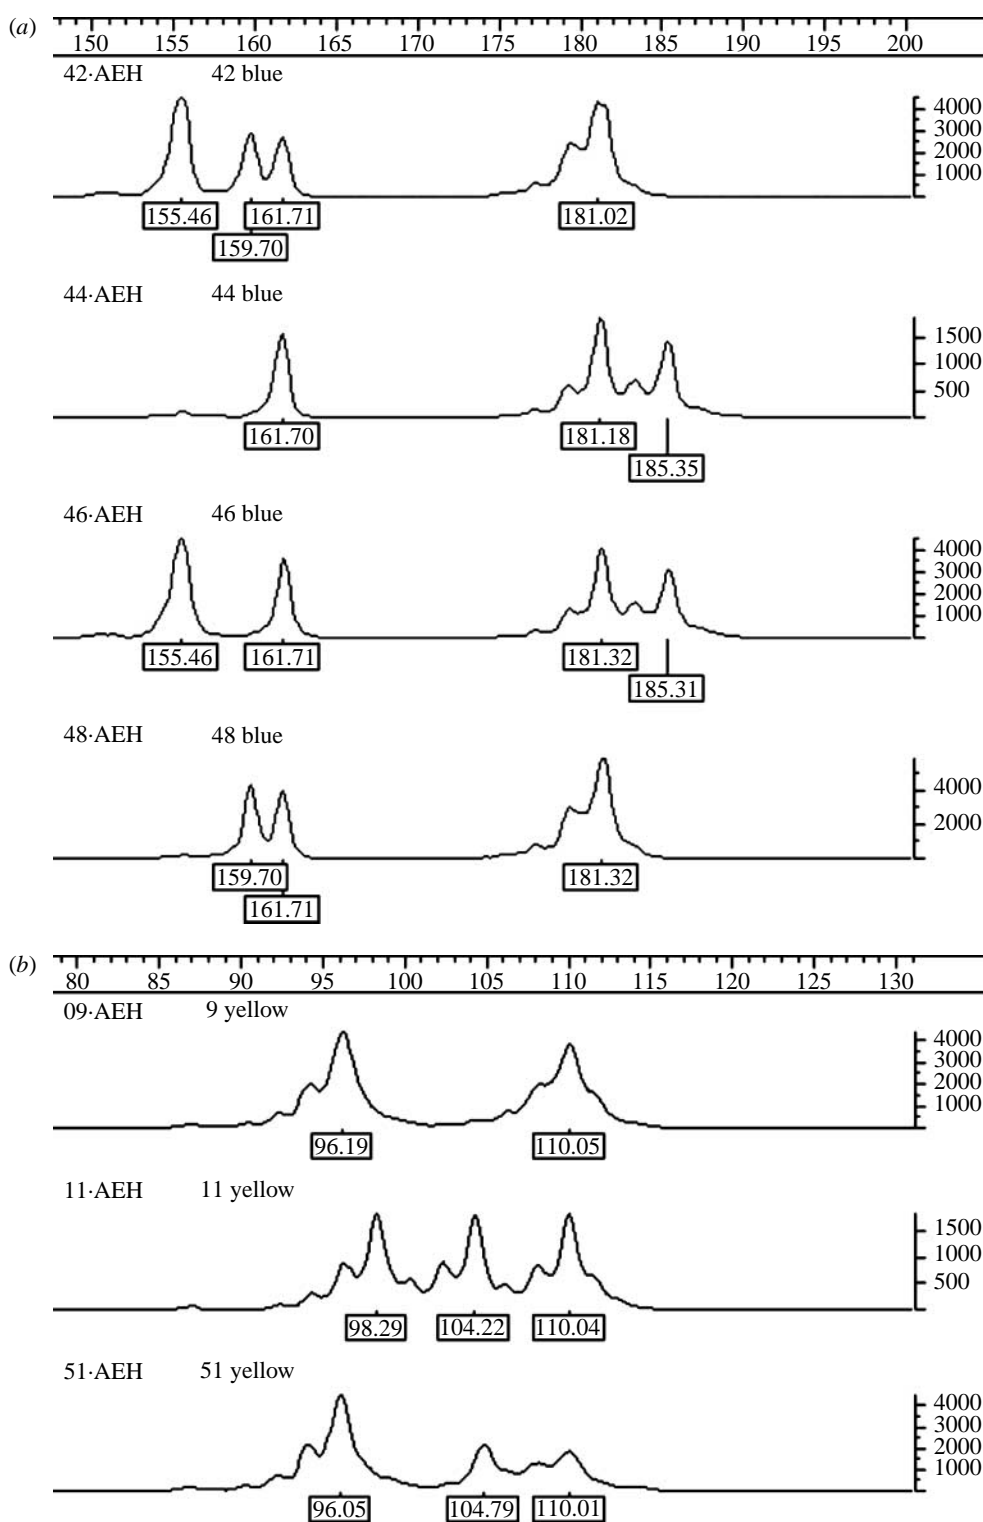 (a)
150 155 160 165 170 175 180 185 190 195 200
42·AEH 42 blue
4000
3000
2000
1000
155.46 161.71 181.02
159.70
44·AEH 44 blue
1500
1000
500
161.70 181.18
185.35
46·AEH 46 blue
4000
3000
2000
1000
155.46 161.71 181.32
185.31
48·AEH 48 blue
4000
2000
159.70 181.32
161.71
(b)
80 85 90 95 100 105 110 115 120 125 130
09·AEH 9 yellow
4000
3000
2000
1000
96.19 110.05
11·AEH 11 yellow
1500
1000
500
98.29 104.22 110.04
51·AEH 51 yellow
4000
3000
2000
1000
96.05 104.79 110.01